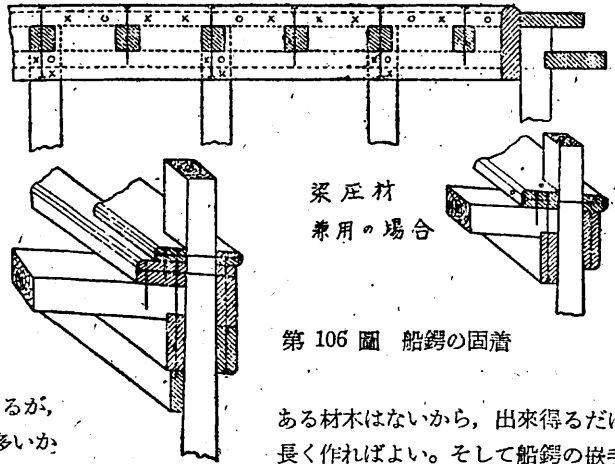 梁圧材
兼用の場合
第 106 圖 船鍔の固着
るが,
多いか
ある材木はないから, 出來得るだけ
長く作ればよい。そして船鍔の嵌手